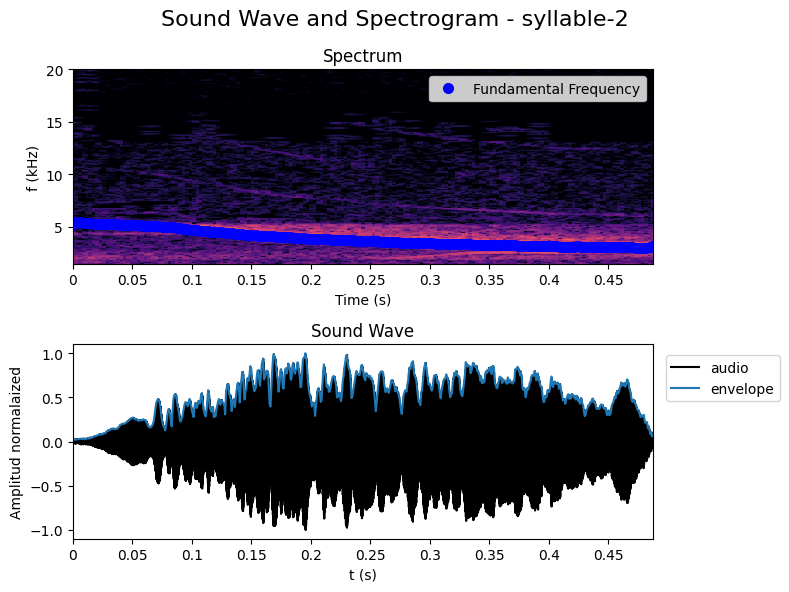 Sound Wave and Spectrogram - syllable-2
Spectrum
20
15
10
5
f (kHz)
Fundamental Frequency
0 0.05 0.1 0.15 0.2 0.25 0.3 0.35 0.4 0.45
Time (s)
Sound Wave
1.0
0.5
0.0
−0.5
−1.0
Amplitud normalaized
audio
envelope
0 0.05 0.1 0.15 0.2 0.25 0.3 0.35 0.4 0.45
t (s)